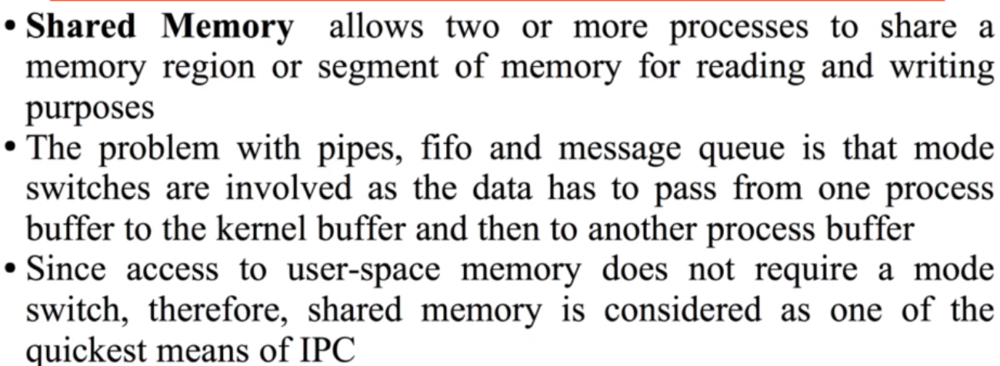 • Shared Memory allows two or more processes to share a
memory region or segment of memory for reading and writing
purposes
• The problem with pipes, fifo and message queue is that mode
switches are involved as the data has to pass from one process
buffer to the kernel buffer and then to another process buffer
• Since access to user-space memory does not require a mode
switch, therefore, shared memory is considered as one of the
quickest means of IPC